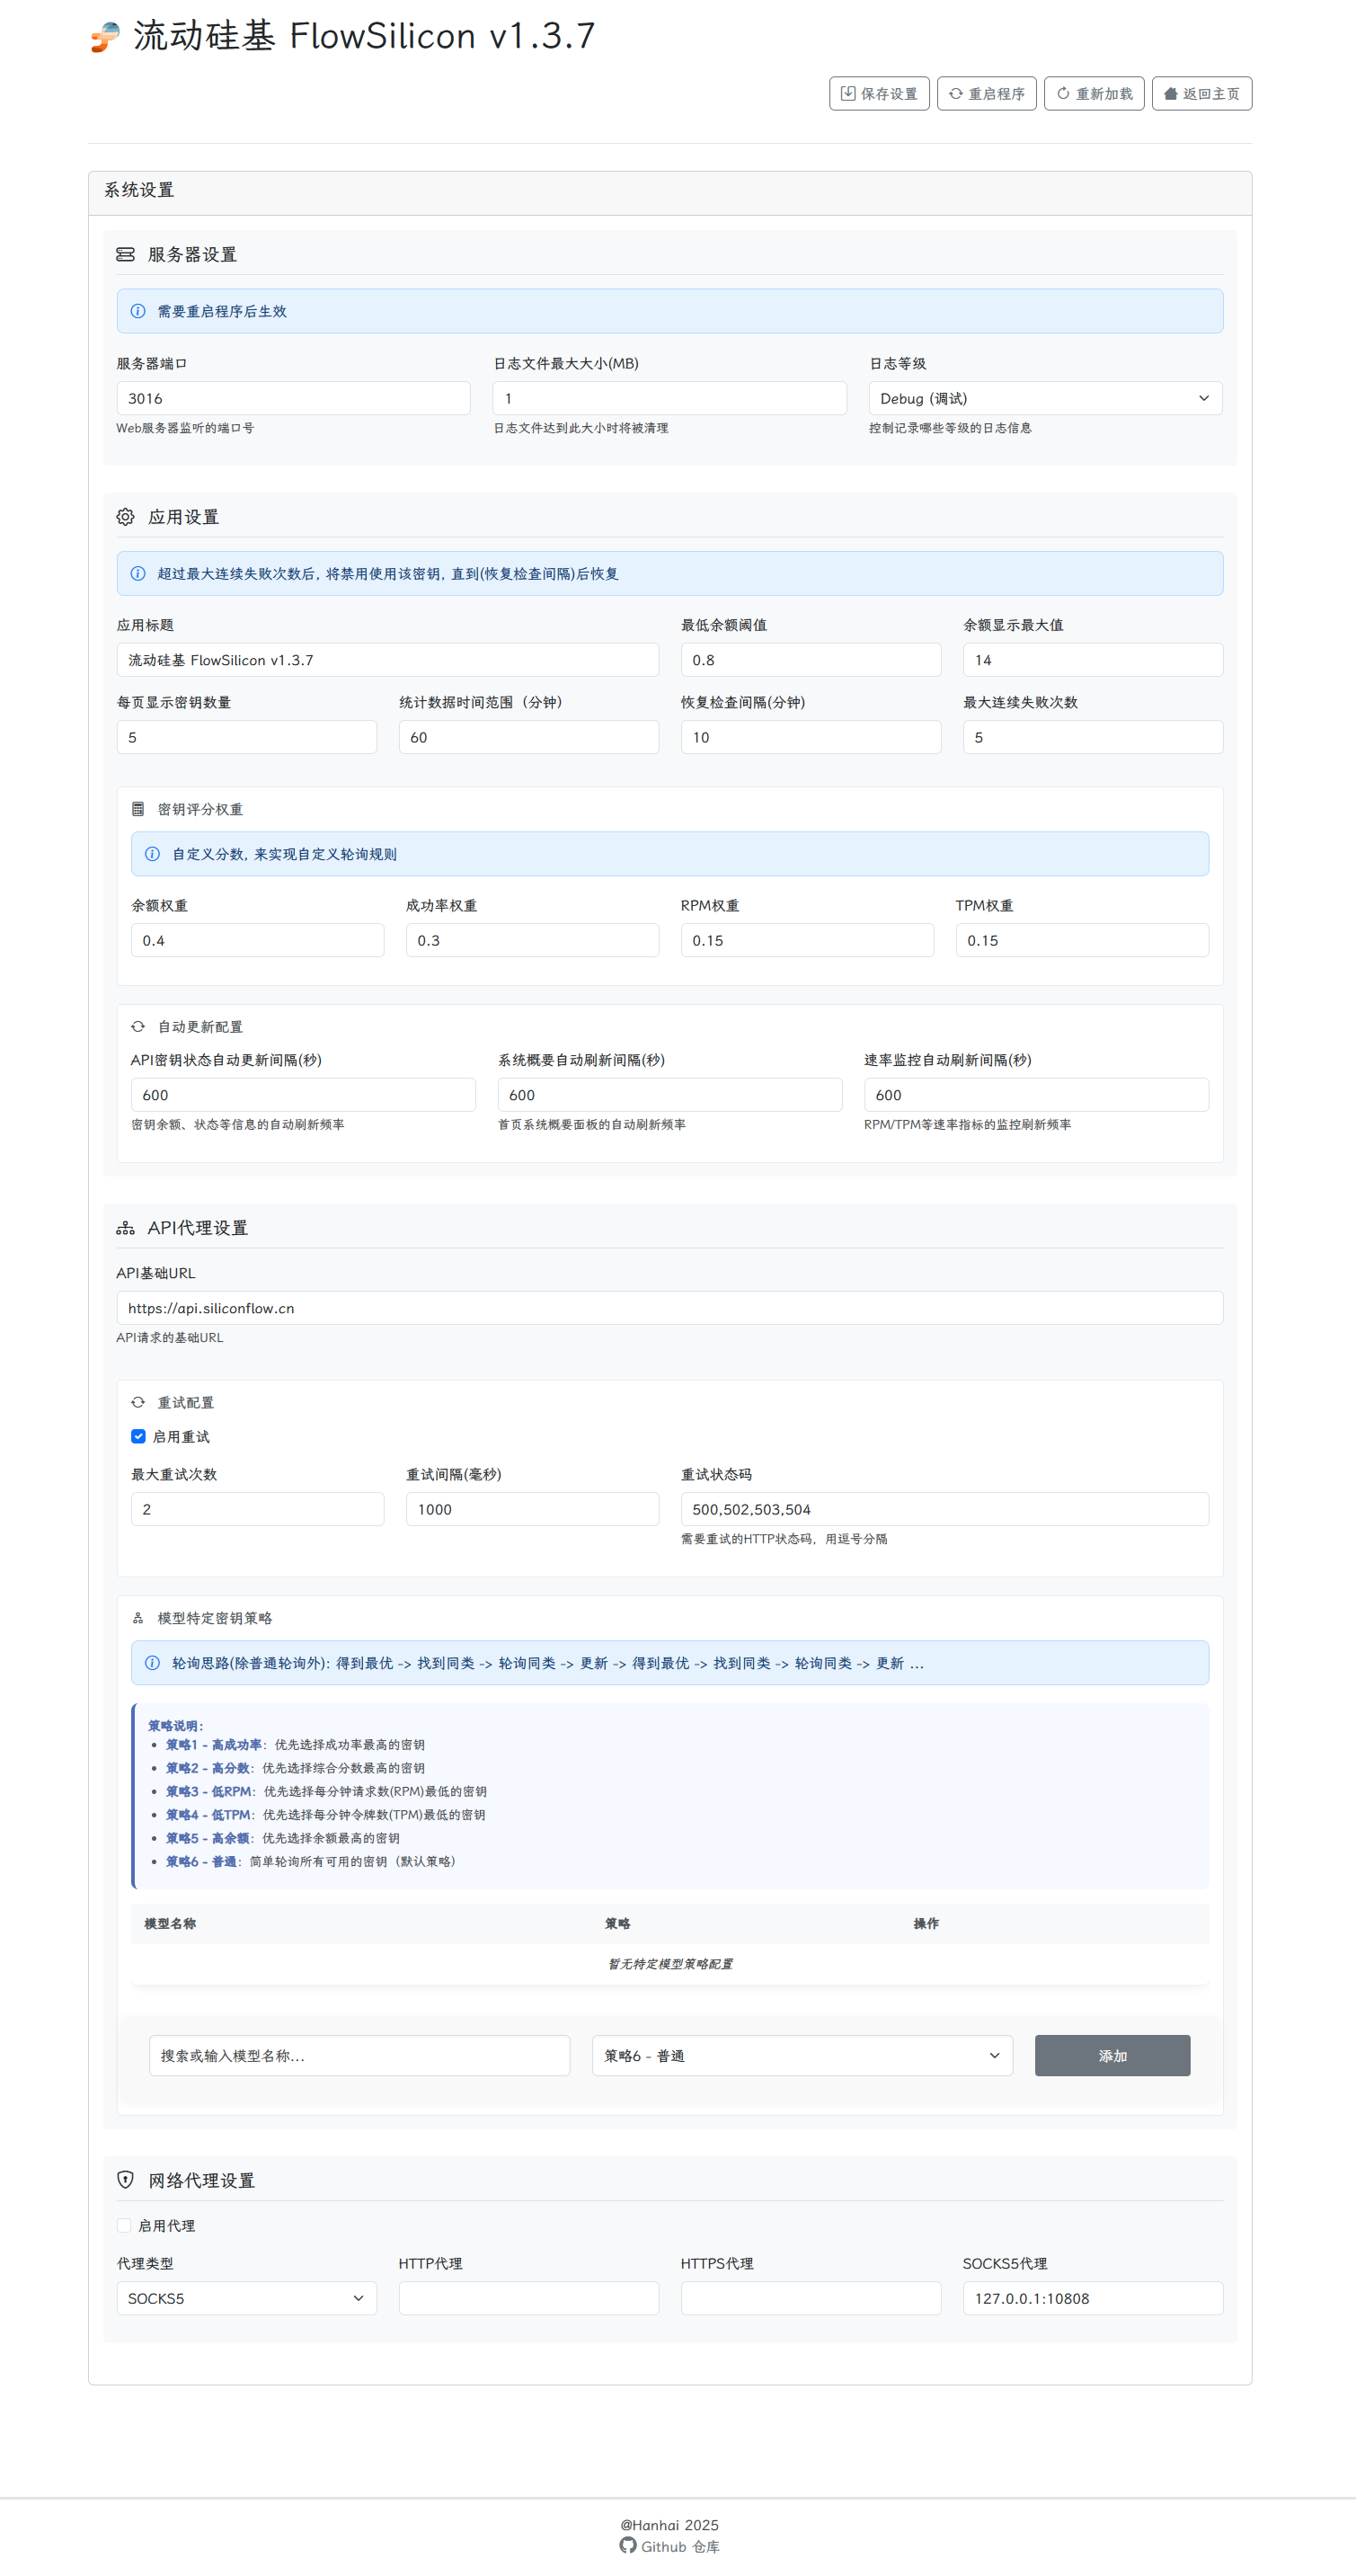 流动硅基 FlowSilicon v1.3.7
保存设置 重启程序 重新加载 返回主页
系统设置
服务器设置
需要重启程序后生效
服务器端口 日志文件最大大小(MB) 日志等级
3016 1 Debug (调试)
Web服务器监听的端口号 日志文件达到此大小时将被清理 控制记录哪些等级的日志信息
应用设置
超过最大连续失败次数后, 将禁用使用该密钥, 直到(恢复检查间隔)后恢复
应用标题 最低余额阈值 余额显示最大值
流动硅基 FlowSilicon v1.3.7 0.8 14
每页显示密钥数量 统计数据时间范围（分钟） 恢复检查间隔(分钟) 最大连续失败次数
5 60 10 5
密钥评分权重
自定义分数, 来实现自定义轮询规则
余额权重 成功率权重 RPM权重 TPM权重
0.4 0.3 0.15 0.15
自动更新配置
API密钥状态自动更新间隔(秒) 系统概要自动刷新间隔(秒) 速率监控自动刷新间隔(秒)
600 600 600
密钥余额、状态等信息的自动刷新频率 首页系统概要面板的自动刷新频率 RPM/TPM等速率指标的监控刷新频率
API代理设置
API基础URL
https://api.siliconflow.cn
API请求的基础URL
重试配置
启用重试
最大重试次数 重试间隔(毫秒) 重试状态码
2 1000 500,502,503,504
需要重试的HTTP状态码，用逗号分隔
模型特定密钥策略
轮询思路(除普通轮询外): 得到最优 -> 找到同类 -> 轮询同类 -> 更新 -> 得到最优 -> 找到同类 -> 轮询同类 -> 更新 ...
策略说明：
• 策略1 - 高成功率：优先选择成功率最高的密钥
• 策略2 - 高分数：优先选择综合分数最高的密钥
• 策略3 - 低RPM：优先选择每分钟请求数(RPM)最低的密钥
• 策略4 - 低TPM：优先选择每分钟令牌数(TPM)最低的密钥
• 策略5 - 高余额：优先选择余额最高的密钥
• 策略6 - 普通：简单轮询所有可用的密钥（默认策略）
模型名称 策略 操作
暂无特定模型策略配置
搜索或输入模型名称... 策略6 - 普通 添加
网络代理设置
启用代理
代理类型 HTTP代理 HTTPS代理 SOCKS5代理
SOCKS5 127.0.0.1:10808
@Hanhai 2025
Github 仓库